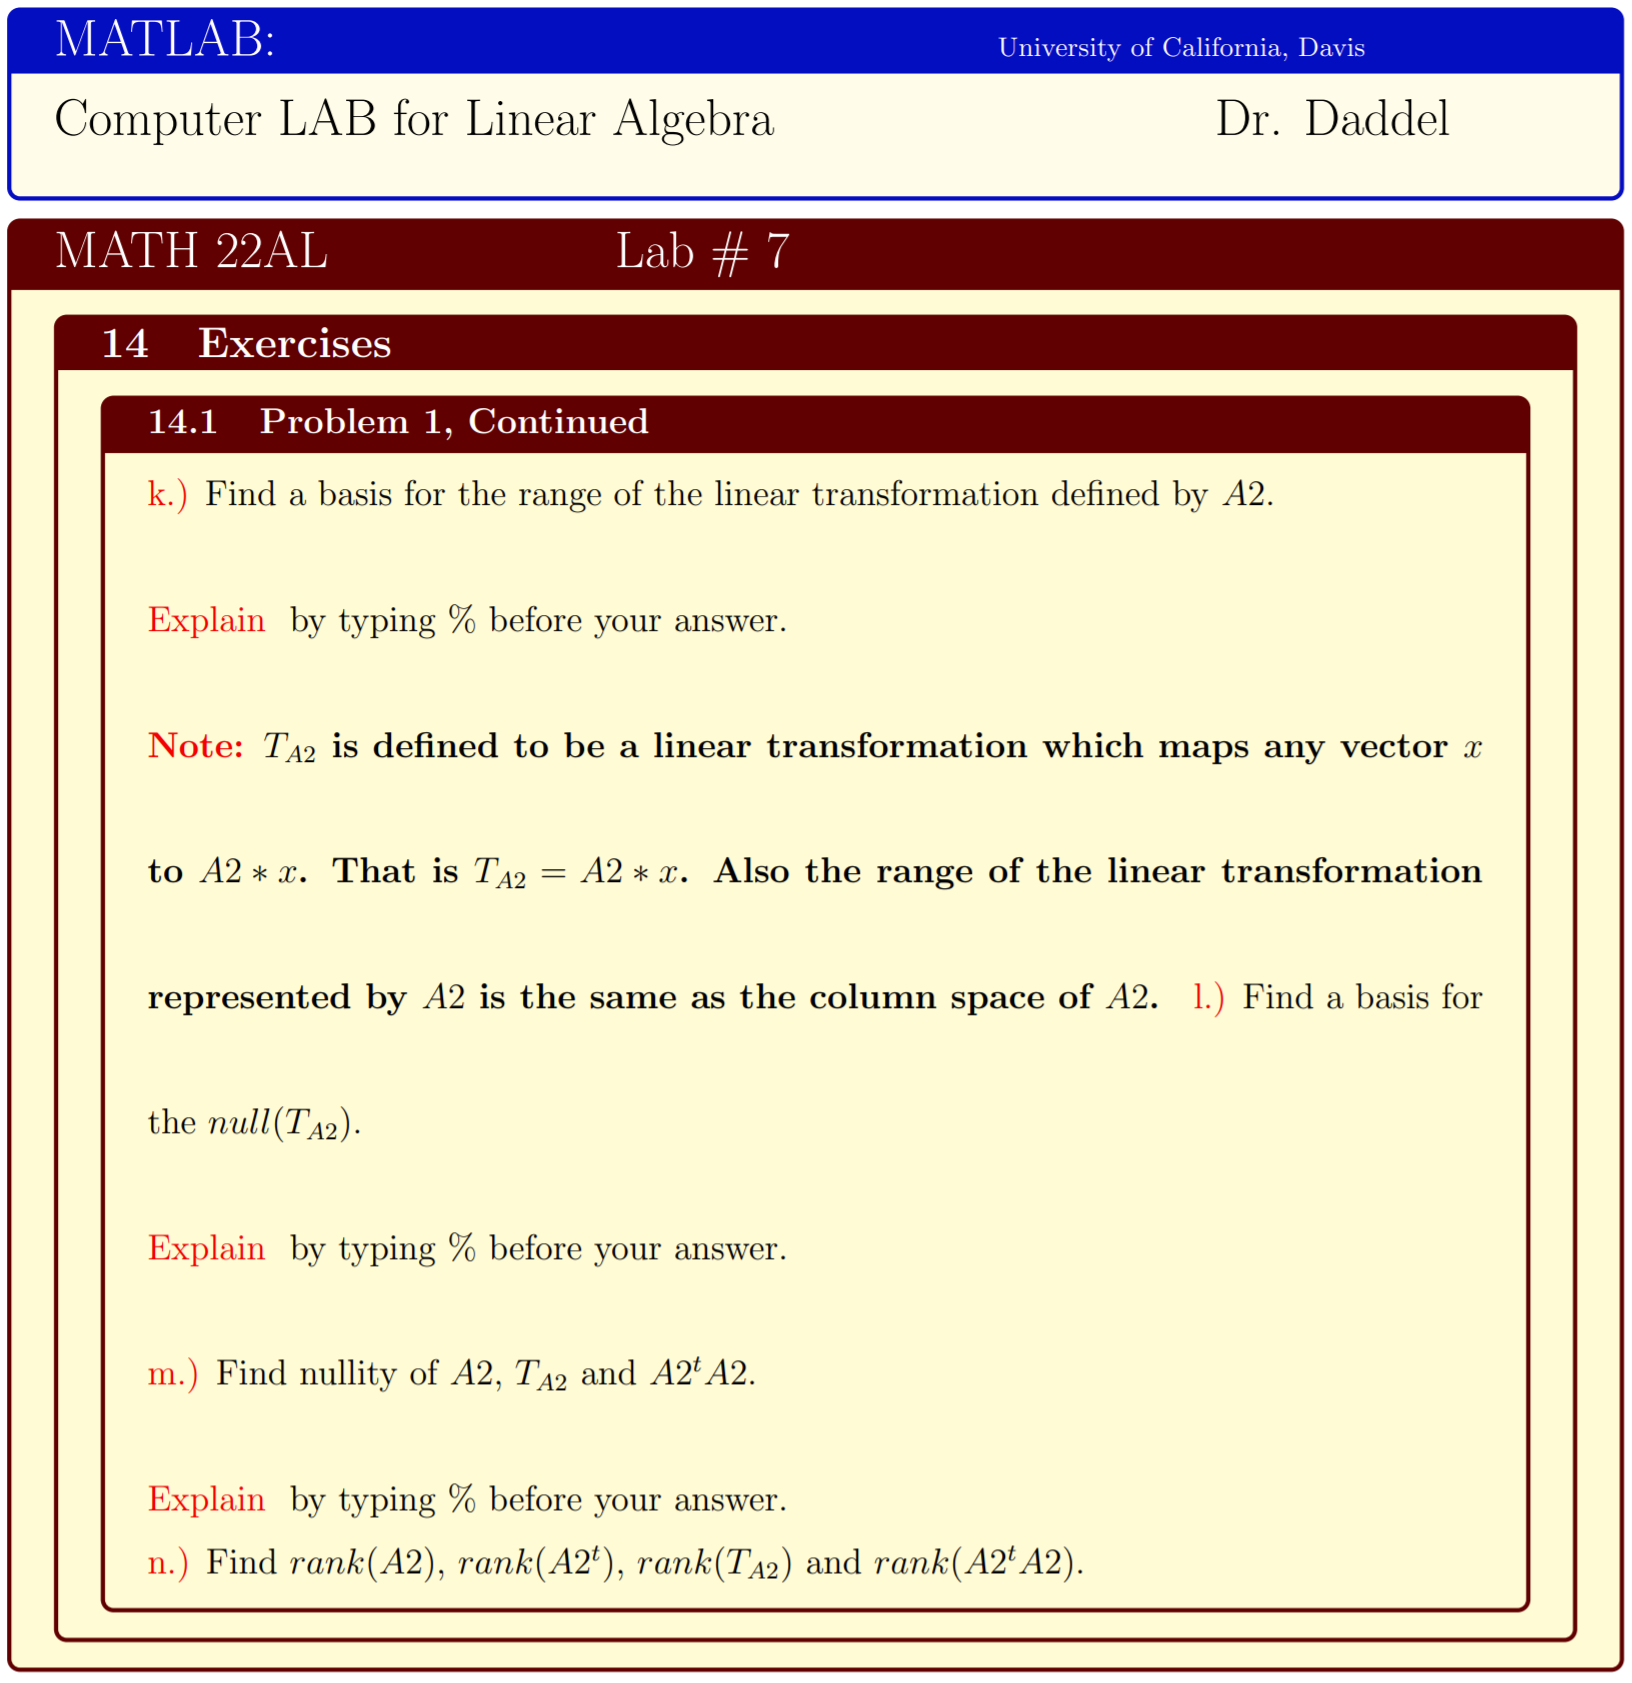 MATLAB: University of California, Davis
Computer LAB for Linear Algebra Dr. Daddel
MATH 22AL Lab # 7
14 Exercises
14.1 Problem 1, Continued
k.) Find a basis for the range of the linear transformation defined by A2.
Explain by typing % before your answer.
Note: T_{A2} is defined to be a linear transformation which maps any vector x
to A2 ∗ x. That is T_{A2} = A2 ∗ x. Also the range of the linear transformation
represented by A2 is the same as the column space of A2. l.) Find a basis for
the null(T_{A2}).
Explain by typing % before your answer.
m.) Find nullity of A2, T_{A2} and A2^tA2.
Explain by typing % before your answer.
n.) Find rank(A2), rank(A2^t), rank(T_{A2}) and rank(A2^tA2).